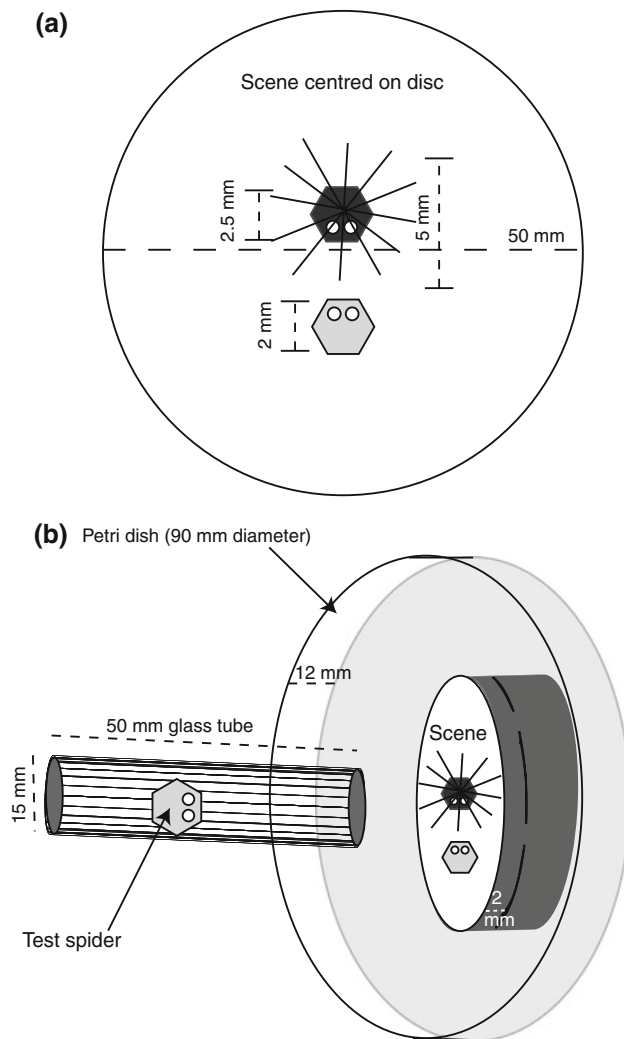 (a)
Scene centred on disc
2.5 mm
5 mm
50 mm
2 mm
(b) Petri dish (90 mm diameter)
12 mm
50 mm glass tube
Scene
15 mm
2
mm
Test spider